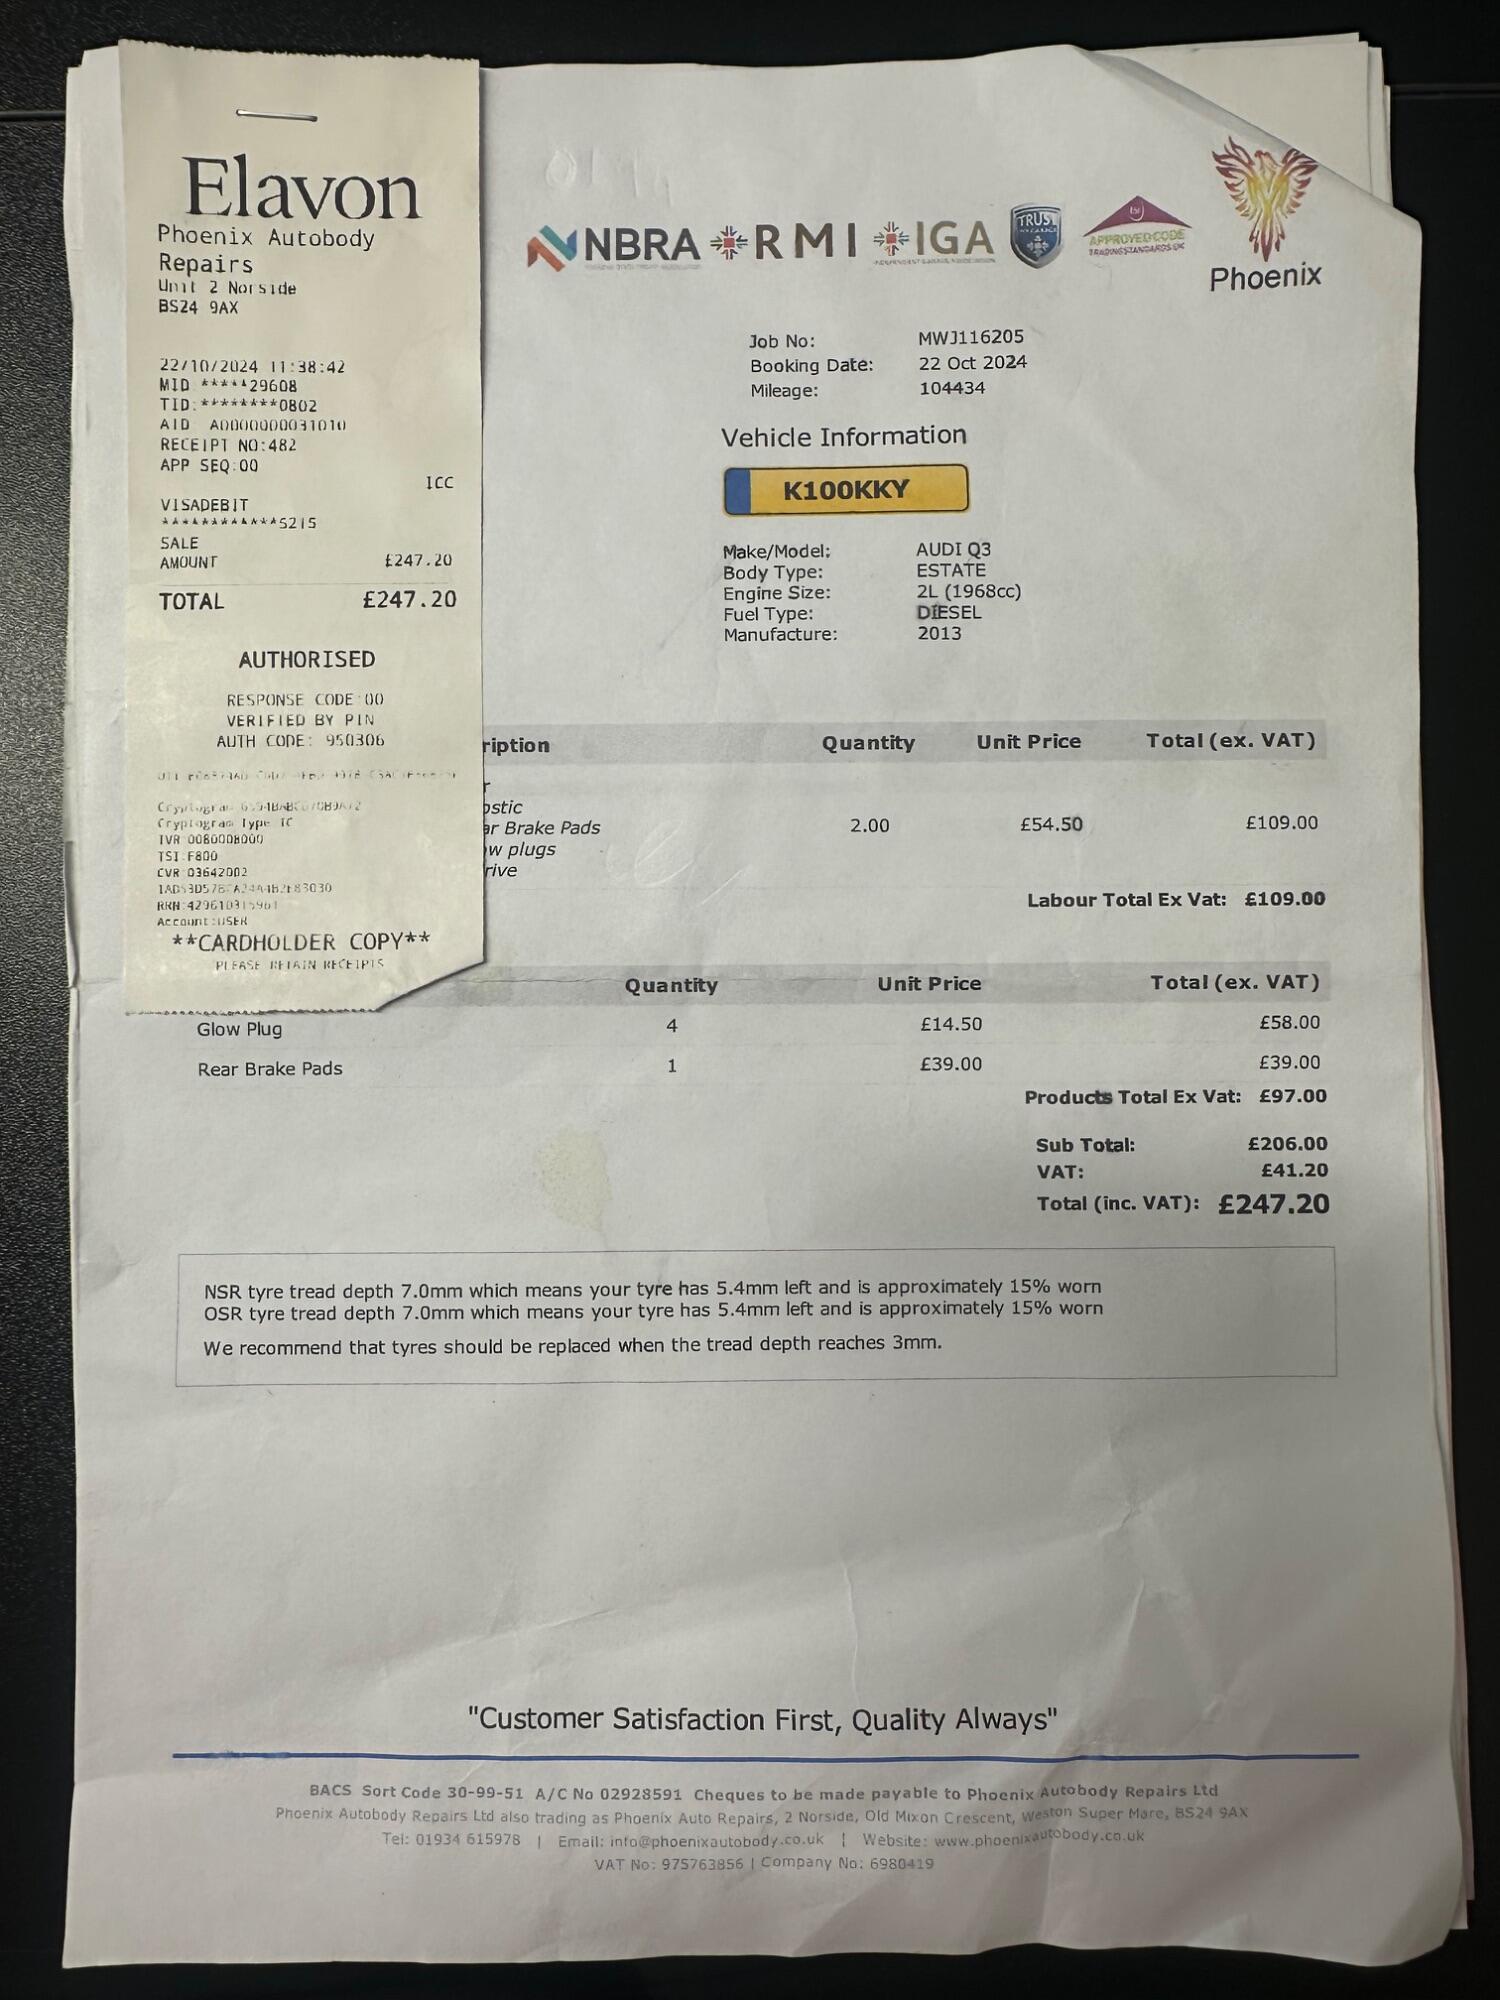 Elavon
Phoenix Autobody
Repairs
Unit 2 Norside
BS24 9AX
22/10/2024 11:38:42
MID *****29608
TID:********0802
AID A0000000031010
RECEIPT NO:482
APP SEQ:00
ICC
VISADEBIT
************5215
SALE
AMOUNT £247.20
TOTAL £247.20
AUTHORISED
RESPONSE CODE 00
VERIFIED BY PIN
AUTH CODE: 950306
Cryptogram
Cryptogram Type TC
TVR 0080008000
TSI:F800
CVR 03642002
Account:USER
**CARDHOLDER COPY**
PLEASE RETAIN RECEIPTS
NBRA RMI IGA
TRUST
APPROVED CODE
TRADINGSTANDARDS.UK
Phoenix
Job No: MWJ116205
Booking Date: 22 Oct 2024
Mileage: 104434
Vehicle Information
K100KKY
Make/Model: AUDI Q3
Body Type: ESTATE
Engine Size: 2L (1968cc)
Fuel Type: DIESEL
Manufacture: 2013
ription Quantity Unit Price Total (ex. VAT)
r
ostic
ar Brake Pads 2.00 £54.50 £109.00
ow plugs
rive
Labour Total Ex Vat: £109.00
Quantity Unit Price Total (ex. VAT)
Glow Plug 4 £14.50 £58.00
Rear Brake Pads 1 £39.00 £39.00
Products Total Ex Vat: £97.00
Sub Total: £206.00
VAT: £41.20
Total (inc. VAT): £247.20
NSR tyre tread depth 7.0mm which means your tyre has 5.4mm left and is approximately 15% worn
OSR tyre tread depth 7.0mm which means your tyre has 5.4mm left and is approximately 15% worn
We recommend that tyres should be replaced when the tread depth reaches 3mm.
"Customer Satisfaction First, Quality Always"
BACS Sort Code 30-99-51 A/C No 02928591 Cheques to be made payable to Phoenix Autobody Repairs Ltd
Phoenix Autobody Repairs Ltd also trading as Phoenix Auto Repairs, 2 Norside, Old Mixon Crescent, Weston Super Mare, BS24 9AX
Tel: 01934 615978 | Email: info@phoenixautobody.co.uk | Website: www.phoenixautobody.co.uk
VAT No: 975763856 | Company No: 6980419